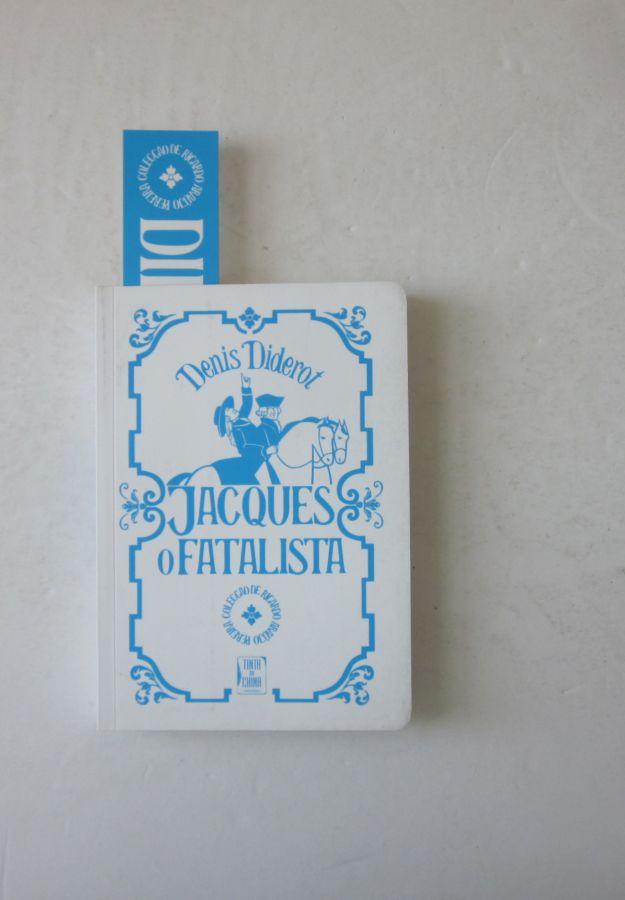 COLECÇÃO DE RICARDO ARAÚJO PEREIRA
DI
Denis Diderot
JACQUES
O FATALISTA
COLECÇÃO DE RICARDO ARAÚJO PEREIRA
TINTA
DA
CHINA